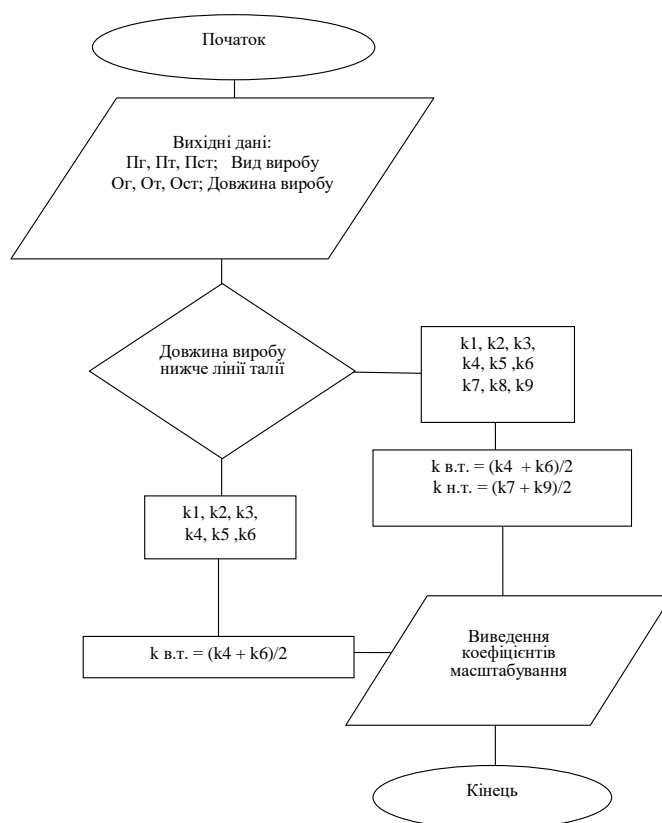 Початок
Вихідні дані:
Пг, Пт, Пст; Вид виробу
Ог, От, Ост; Довжина виробу
Довжина виробу
нижче лінії талії
k1, k2, k3,
k4, k5 ,k6
k7, k8, k9
k в.т. = (k4 + k6)/2
k н.т. = (k7 + k9)/2
k1, k2, k3,
k4, k5 ,k6
k в.т. = (k4 + k6)/2
Виведення
коефіцієнтів
масштабування
Кінець